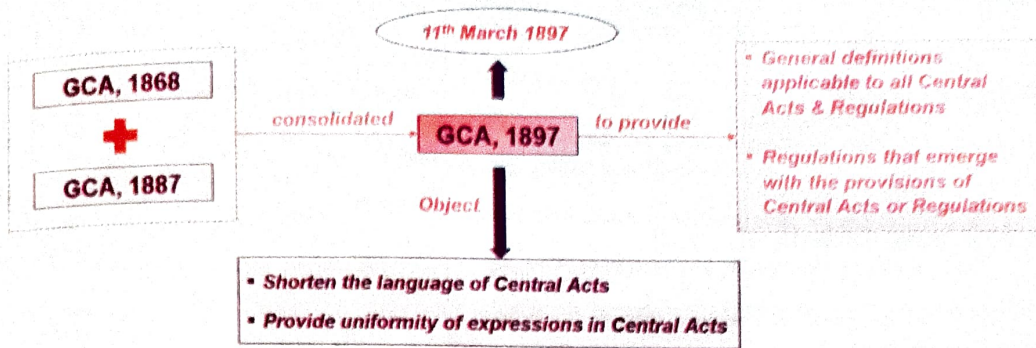 11th March 1897
GCA, 1868
GCA, 1887
consolidated
GCA, 1897
to provide
• General definitions
applicable to all Central
Acts & Regulations
• Regulations that emerge
with the provisions of
Central Acts or Regulations
Object
• Shorten the language of Central Acts
• Provide uniformity of expressions in Central Acts